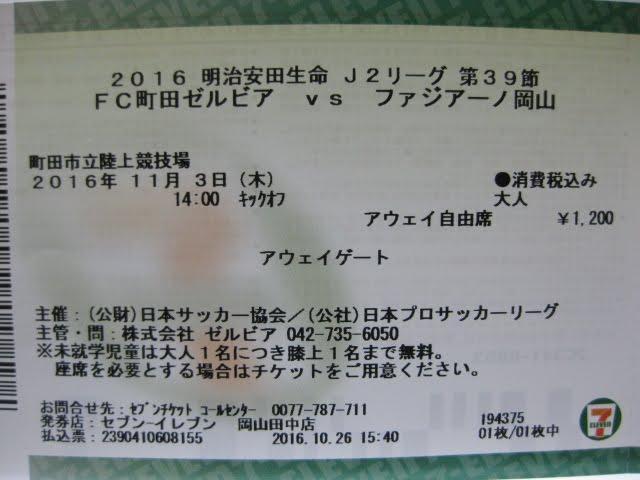 2016 明治安田生命 J2リーグ 第39節
FC町田ゼルビア vs ファジアーノ岡山
町田市立陸上競技場
2016年 11月 3日(木)
●消費税込み
14:00 ｷｯｸｵﾌ
大人
アウェイ自由席 ¥1,200
アウェイゲート
主催:(公財)日本サッカー協会/(公社)日本プロサッカーリーグ
主管・問:株式会社 ゼルビア 042-735-6050
※未就学児童は大人1名につき膝上1名まで無料。
座席を必要とする場合はチケットをご用意ください。
お問合せ先:ｾﾌﾞﾝﾁｹｯﾄ ｺｰﾙｾﾝﾀｰ 0077-787-711
発券店:セブン-イレブン 岡山田中店
払込票:2390410608155 2016.10.26 15:40
194375
01枚/01枚中
7
ELEVEN